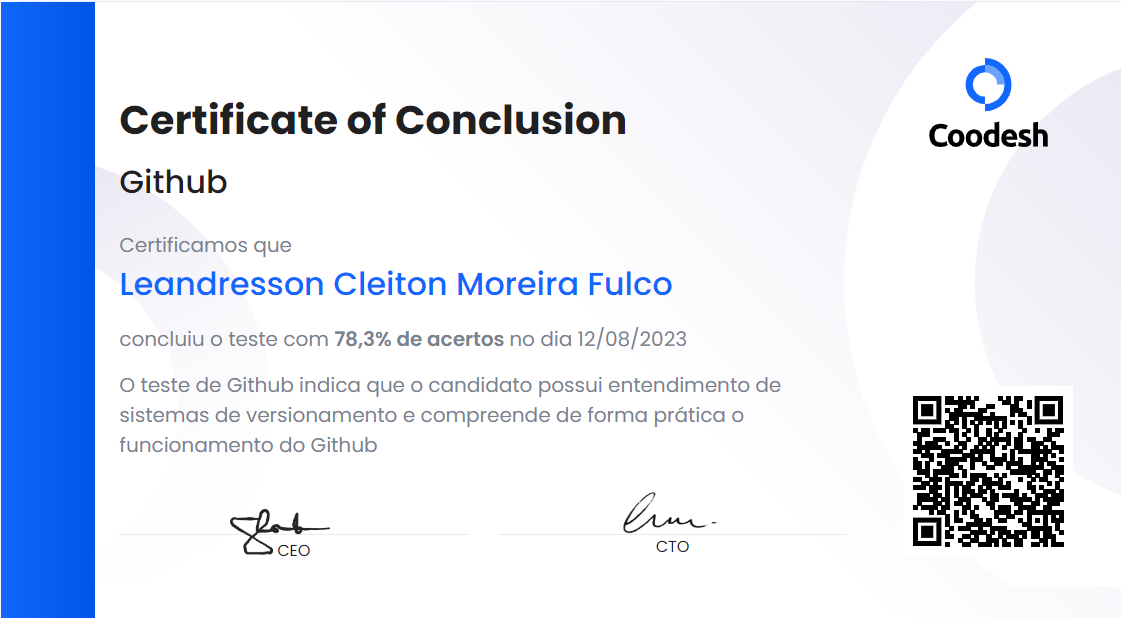 Certificate of Conclusion
Coodesh
Github
Certificamos que
Leandresson Cleiton Moreira Fulco
concluiu o teste com 78,3% de acertos no dia 12/08/2023
O teste de Github indica que o candidato possui entendimento de
sistemas de versionamento e compreende de forma prática o
funcionamento do Github
CEO
CTO